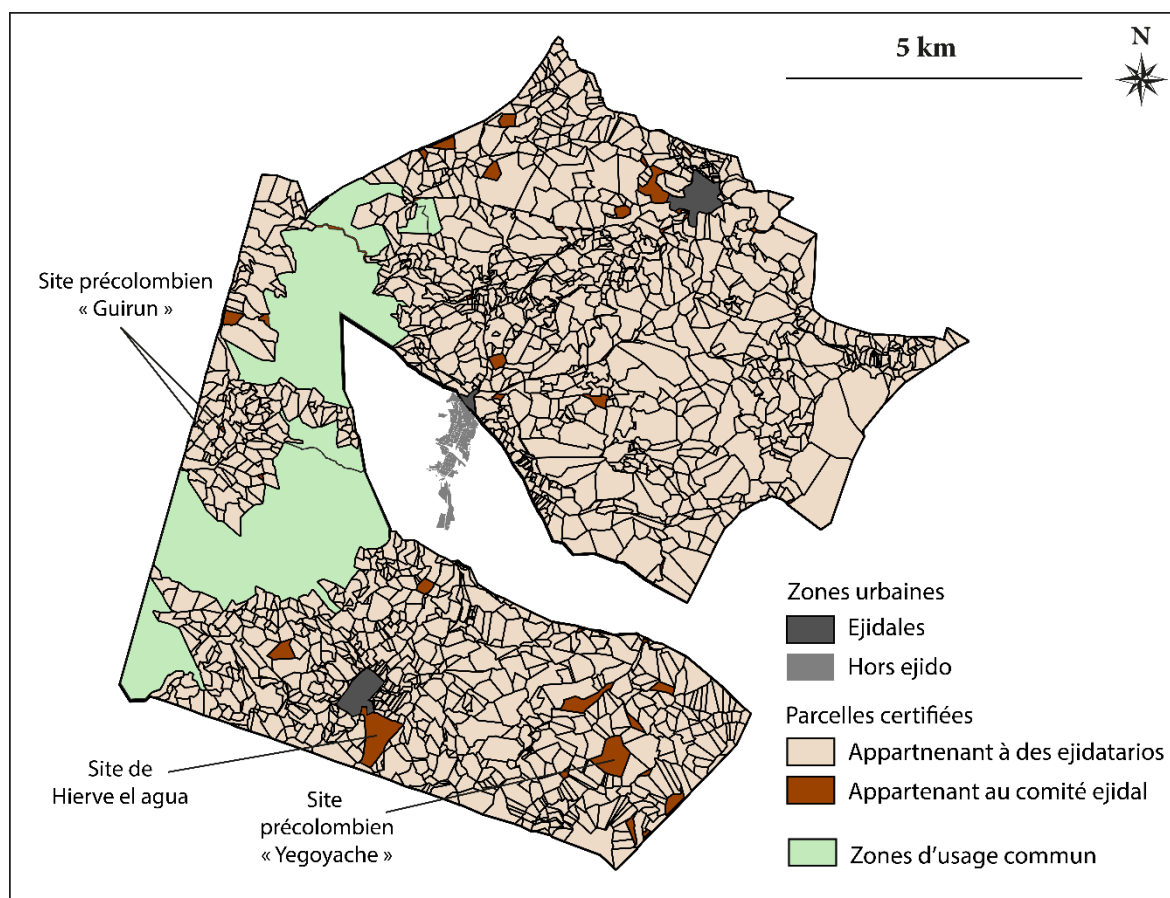 5 km
N
Site précolombien
« Guirun »
Site de
Hierve el agua
Site
précolombien
« Yegoyache »
Zones urbaines
Ejidales
Hors ejido
Parcelles certifiées
Appartnenant à des ejidatarios
Appartenant au comité ejidal
Zones d'usage commun